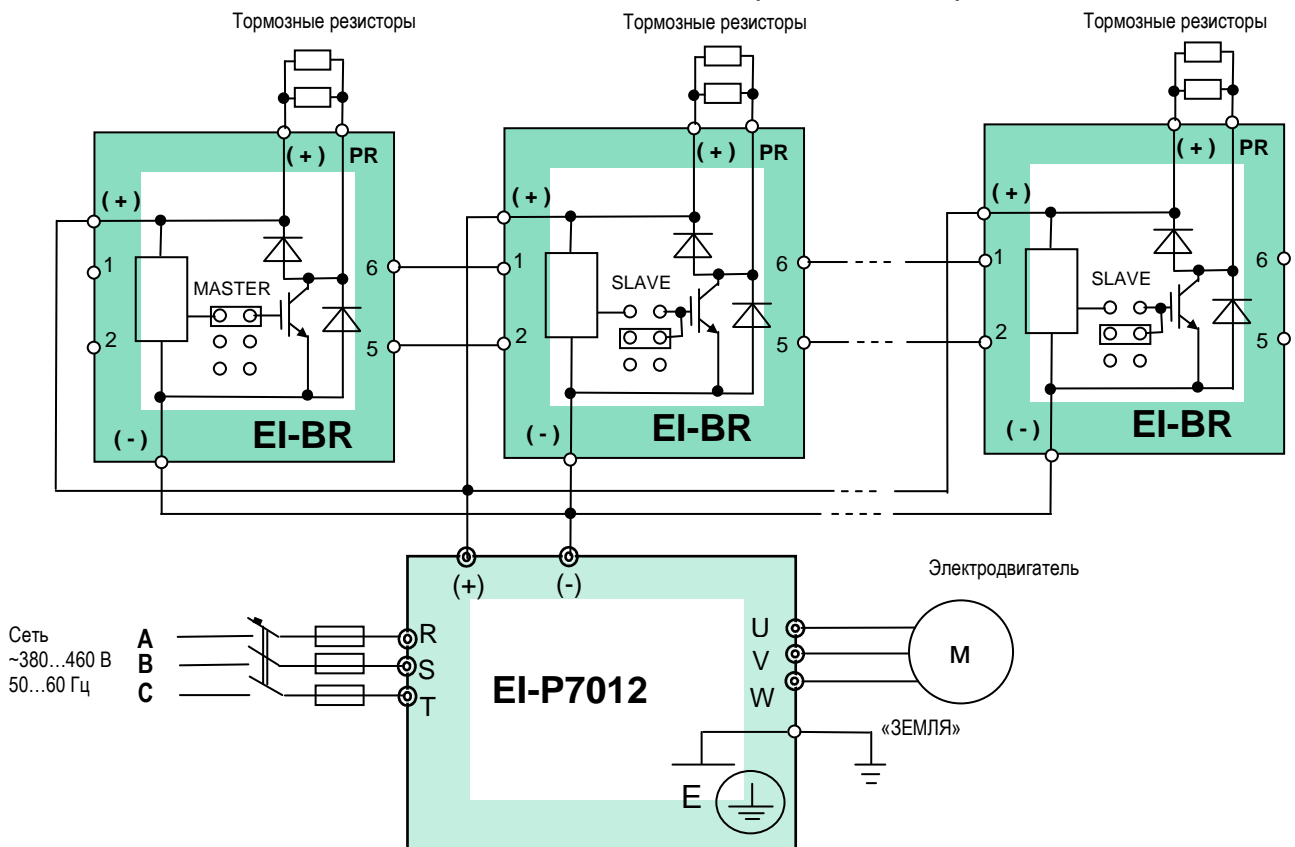 Тормозные резисторы
Тормозные резисторы
Тормозные резисторы
(+) PR
(+) PR
(+) PR
(+)
(+)
(+)
1
6
1
6
1
6
MASTER
SLAVE
SLAVE
2
5
2
5
2
5
(-)
EI-BR
(-)
EI-BR
(-)
EI-BR
(+)
(-)
Электродвигатель
Сеть
~380...460 В
50...60 Гц
A
B
C
R
S
T
EI-P7012
U
V
W
M
«ЗЕМЛЯ»
E